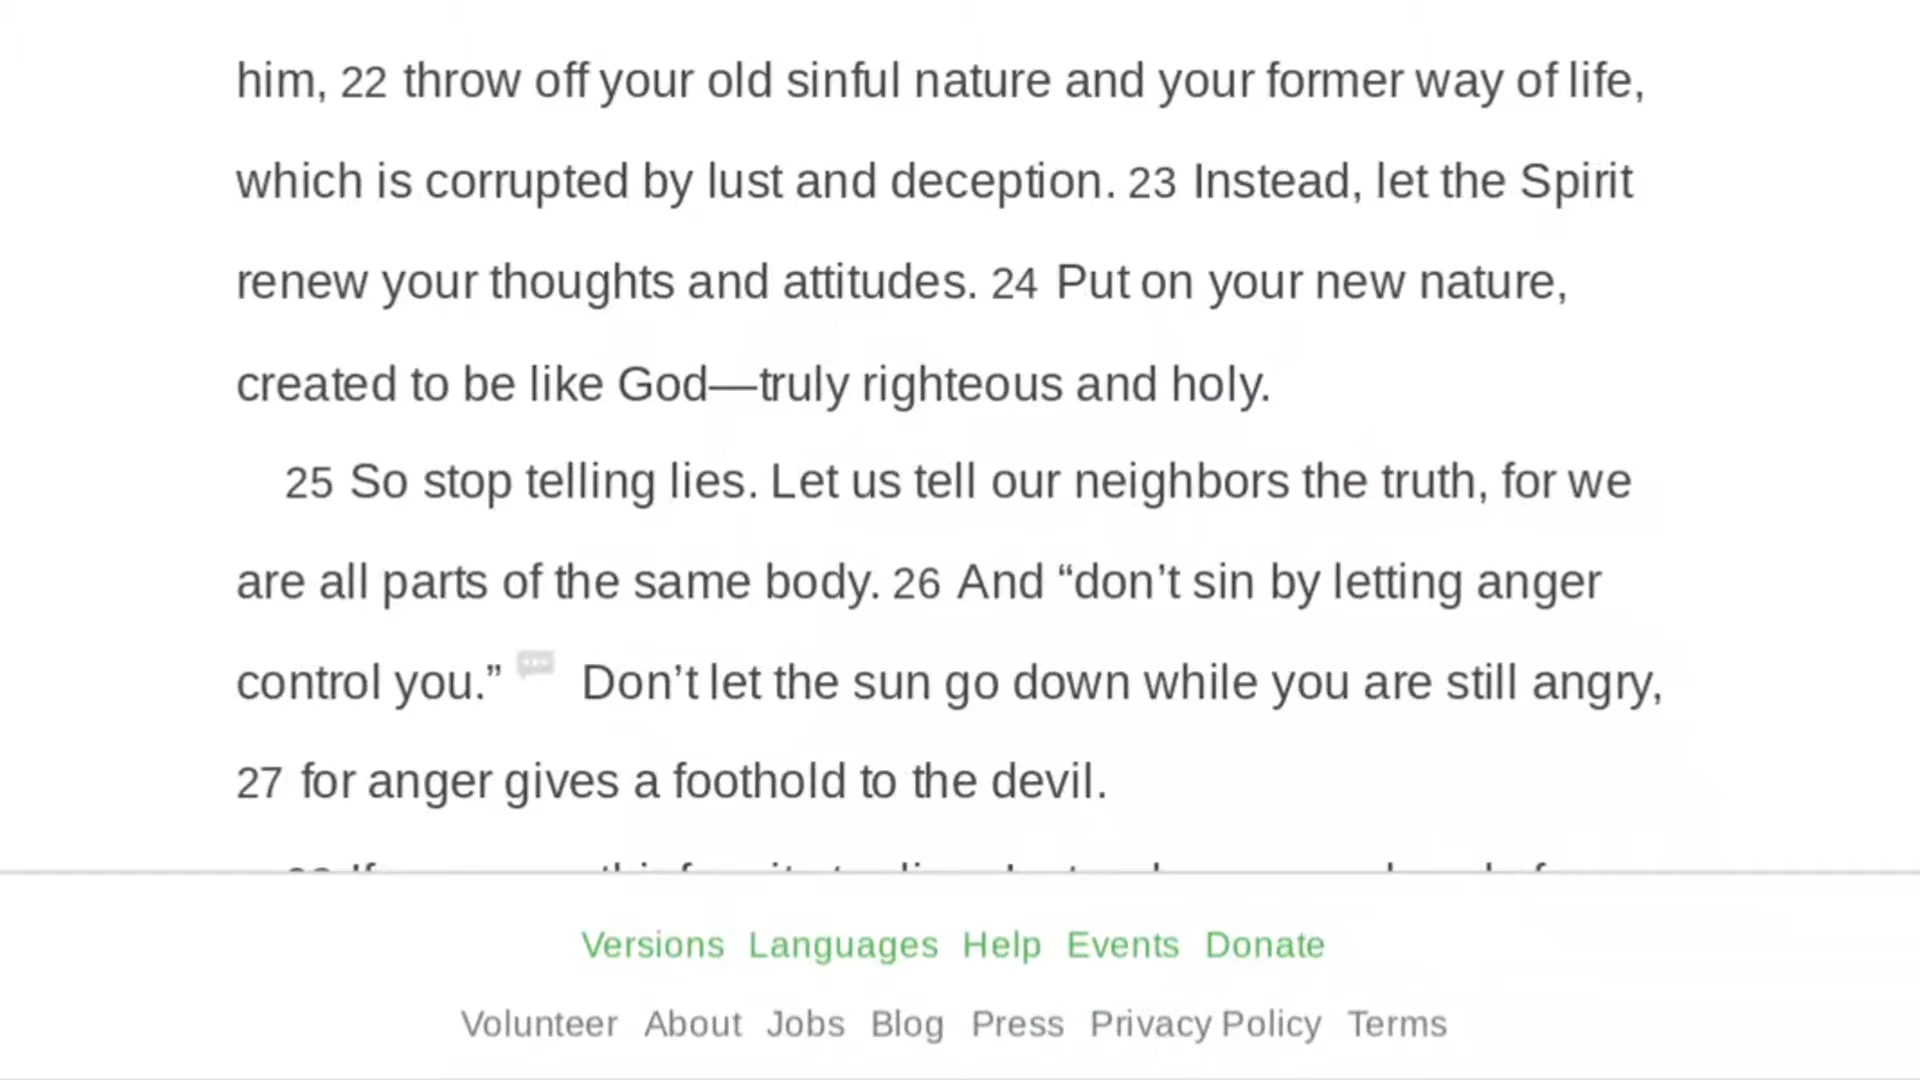 him, 22 throw off your old sinful nature and your former way of life,
which is corrupted by lust and deception. 23 Instead, let the Spirit
renew your thoughts and attitudes. 24 Put on your new nature,
created to be like God—truly righteous and holy.
25 So stop telling lies. Let us tell our neighbors the truth, for we
are all parts of the same body. 26 And “don’t sin by letting anger
control you.” Don’t let the sun go down while you are still angry,
27 for anger gives a foothold to the devil.
Versions Languages Help Events Donate
Volunteer About Jobs Blog Press Privacy Policy Terms